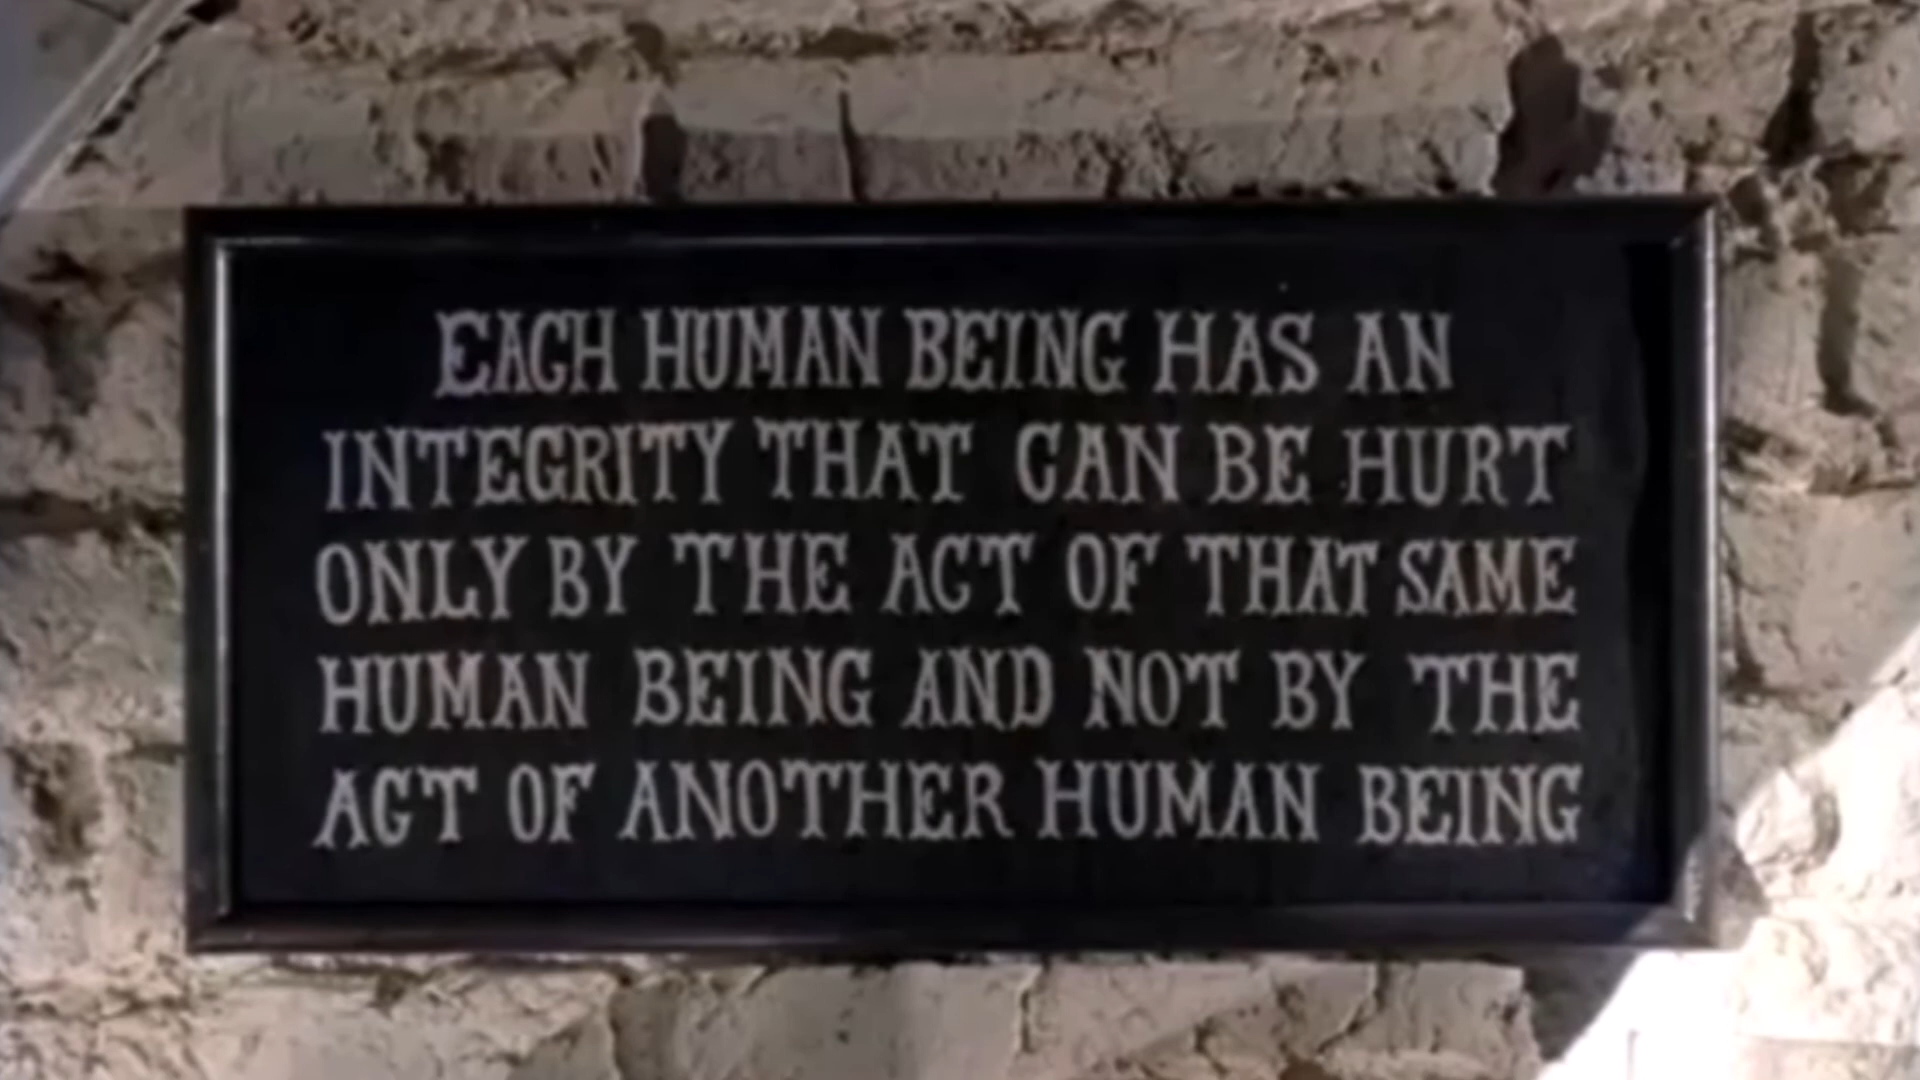 EACH HUMAN BEING HAS AN
INTEGRITY THAT CAN BE HURT
ONLY BY THE ACT OF THAT SAME
HUMAN BEING AND NOT BY THE
ACT OF ANOTHER HUMAN BEING